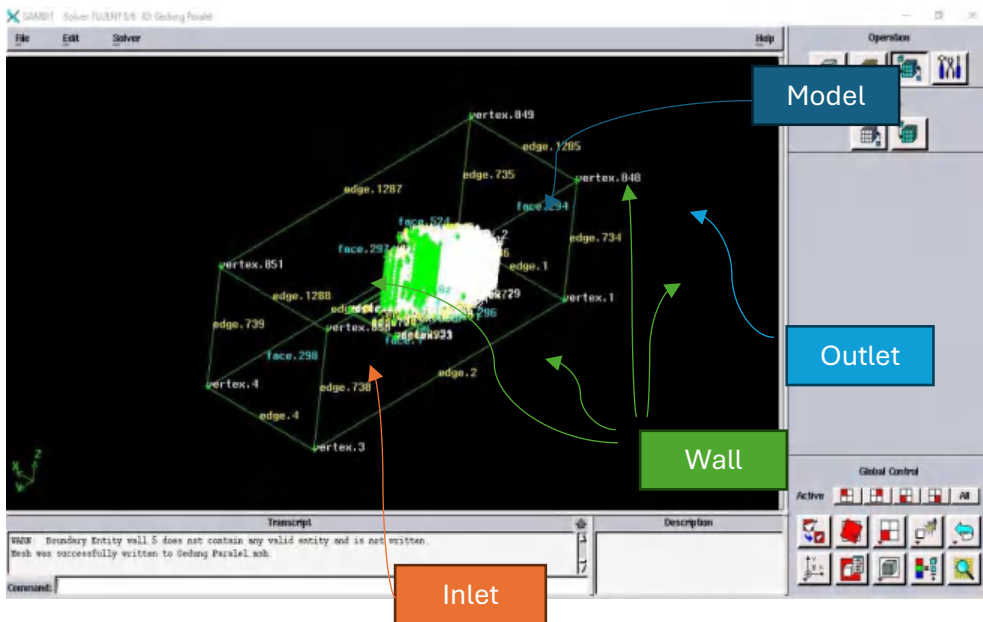 GAMBIT Solver: FLUENT 5/6 ID: Gedung Paralel
File Edit Solver Help
Operation
Model
vertex.849
edge.1285
edge.735
vertex.848
edge.1287
face.294
face.524
edge.734
face.297
vertex.851
edge.1
edge.1288
vertex.1
edge.739
face.298
edge.2
Outlet
vertex.4
edge.738
edge.4
vertex.3
Wall
Z
X
Global Control
Active All
Transcript Description
WARN: Boundary Entity wall 5 does not contain any valid entity and is not written.
Mesh was successfully written to Gedung Paralel.msh.
Command:
Inlet